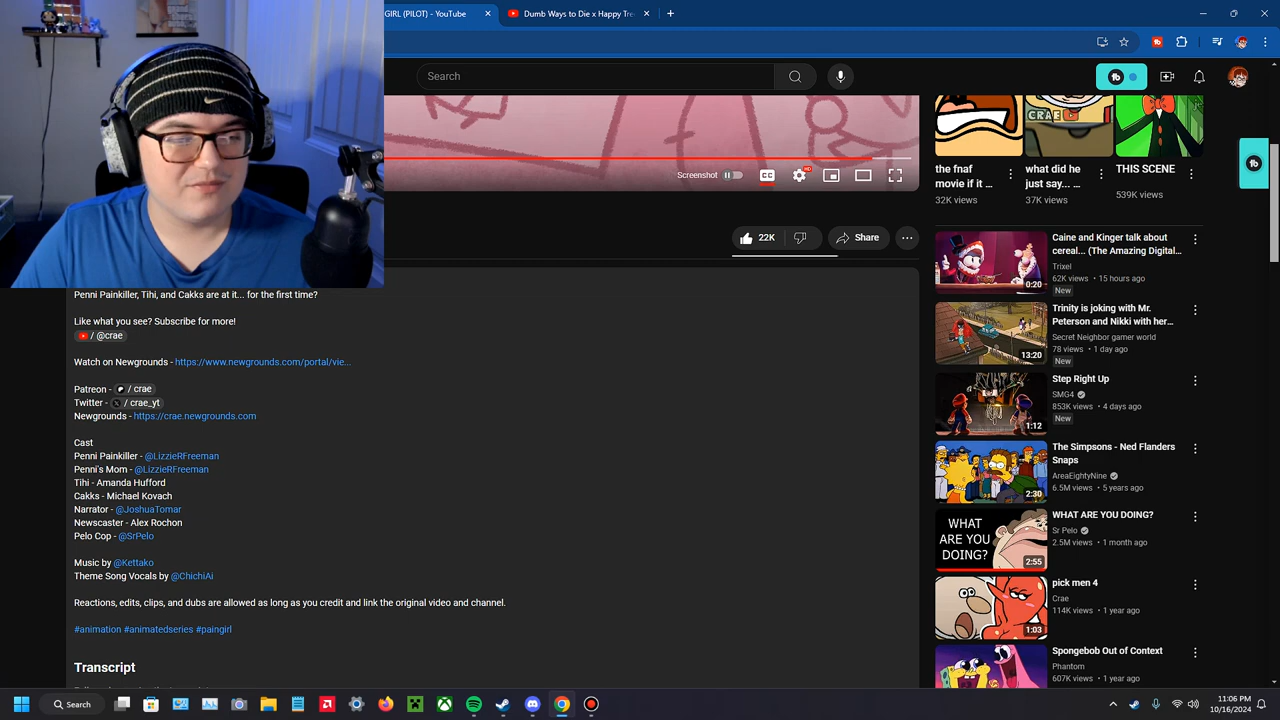 GIRL (PILOT) - YouTube
Dumb Ways to Die x Happy Tre
Search
CRAE
the fnaf
movie if it ...
32K views
what did he
just say... ...
37K views
THIS SCENE
539K views
Screenshot
CC
HD
22K
Share
Penni Painkiller, Tihi, and Cakks are at it... for the first time?
Like what you see? Subscribe for more!
/ @crae
Watch on Newgrounds - https://www.newgrounds.com/portal/vie...
Patreon - / crae
Twitter - / crae_yt
Newgrounds - https://crae.newgrounds.com
Cast
Penni Painkiller - @LizzieRFreeman
Penni's Mom - @LizzieRFreeman
Tihi - Amanda Hufford
Cakks - Michael Kovach
Narrator - @JoshuaTomar
Newscaster - Alex Rochon
Pelo Cop - @SrPelo
Music by @Kettako
Theme Song Vocals by @ChichiAi
Reactions, edits, clips, and dubs are allowed as long as you credit and link the original video and channel.
#animation #animatedseries #paingirl
Transcript
Caine and Kinger talk about
cereal... (The Amazing Digital...
Trixel
62K views • 15 hours ago
New
0:20
Trinity is joking with Mr.
Peterson and Nikki with her...
Secret Neighbor gamer world
78 views • 1 day ago
New
13:20
Step Right Up
SMG4
853K views • 4 days ago
New
1:12
The Simpsons - Ned Flanders
Snaps
AreaEightyNine
6.5M views • 5 years ago
2:30
WHAT
ARE YOU
DOING?
2:55
WHAT ARE YOU DOING?
Sr Pelo
2.5M views • 1 month ago
pick men 4
Crae
114K views • 1 year ago
1:03
Spongebob Out of Context
Phantom
607K views • 1 year ago
Search
11:06 PM
10/16/2024